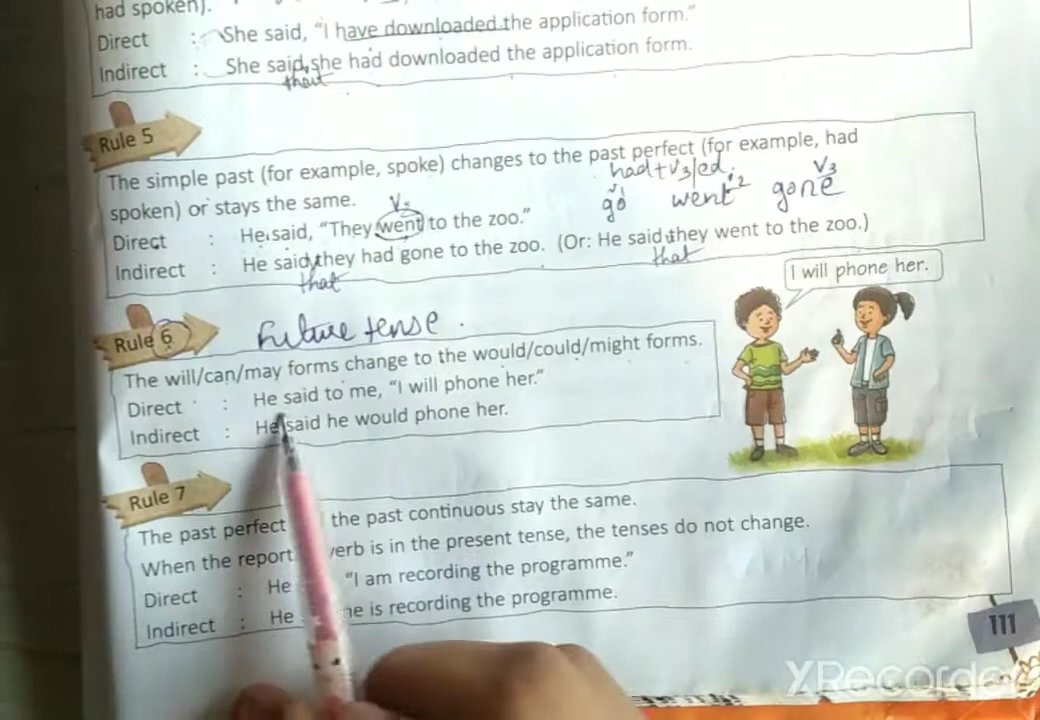 had spoken).
Direct : She said, "I have downloaded the application form."
Indirect : She said, she had downloaded the application form.
that
Rule 5
The simple past (for example, spoke) changes to the past perfect (for example, had
had+V3/ed.
spoken) or stays the same.
V1 V2 V3
go went gone
Direct : He said, "They went to the zoo."
Indirect : He said they had gone to the zoo. (Or: He said they went to the zoo.)
that that
I will phone her.
Rule 6 Future tense.
The will/can/may forms change to the would/could/might forms.
Direct : He said to me, "I will phone her."
Indirect : He said he would phone her.
Rule 7
The past perfect the past continuous stay the same.
When the report verb is in the present tense, the tenses do not change.
Direct : He "I am recording the programme."
Indirect : He is recording the programme.
111
XRecorder